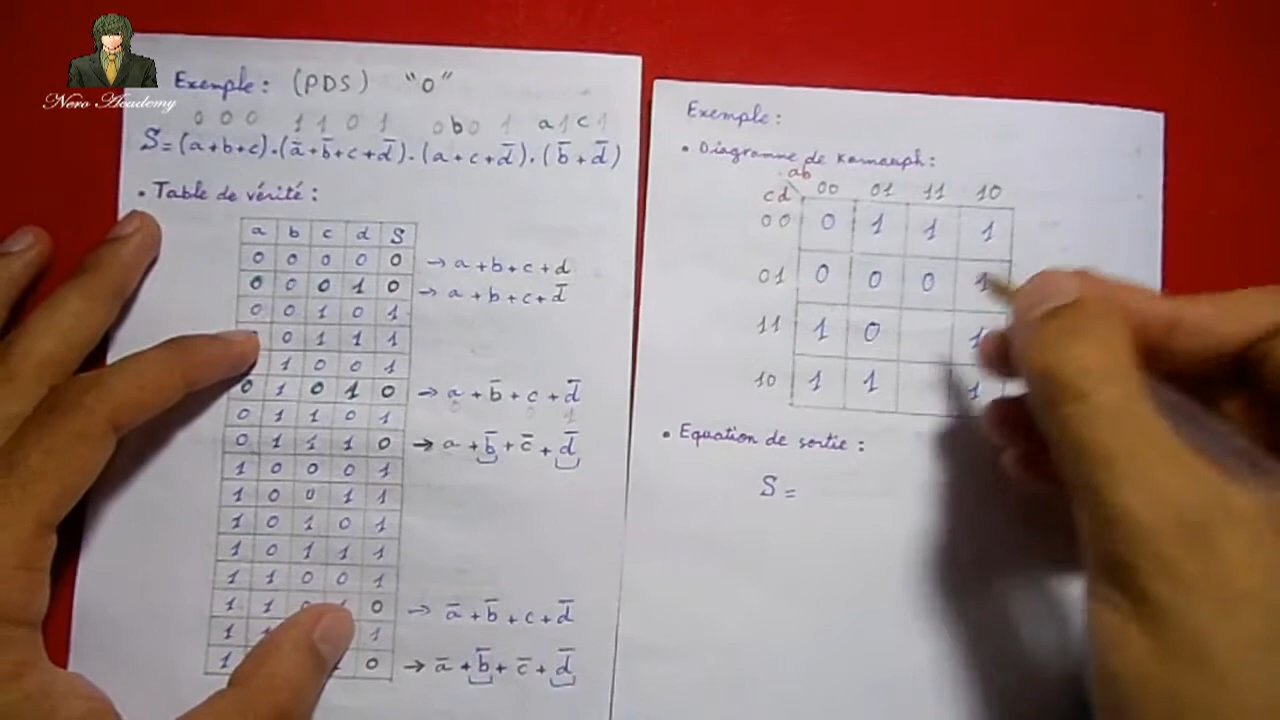 Nero Academy
Exemple : (PDS) "0"
0 0 0 1 1 0 1 0 b 0 1 a 1 c 1
S = (a+b+c).(ā+b̄+c+d̄).(a+c+d̄).(b̄+d̄)
• Table de vérité :
a b c d S
0 0 0 0 0 → a+b+c+d
0 0 0 1 0 → a+b+c+d̄
0 0 1 0 1
0 1 1 1
1 0 0 1
0 1 0 1 0 → a+b̄+c+d̄
0 1 1 0 1
0 1 1 1 0 → a+b̄+c̄+d̄
1 0 0 0 1
1 0 0 1 1
1 0 1 0 1
1 0 1 1 1
1 1 0 0 1
1 1 0 → ā+b̄+c+d̄
1 1
1 0 → ā+b̄+c̄+d̄
Exemple :
• Diagramme de Karnauph :
ab
cd 00 01 11 10
00 0 1 1 1
01 0 0 0 1
11 1 0 1
10 1 1 1
• Equation de sortie :
S =